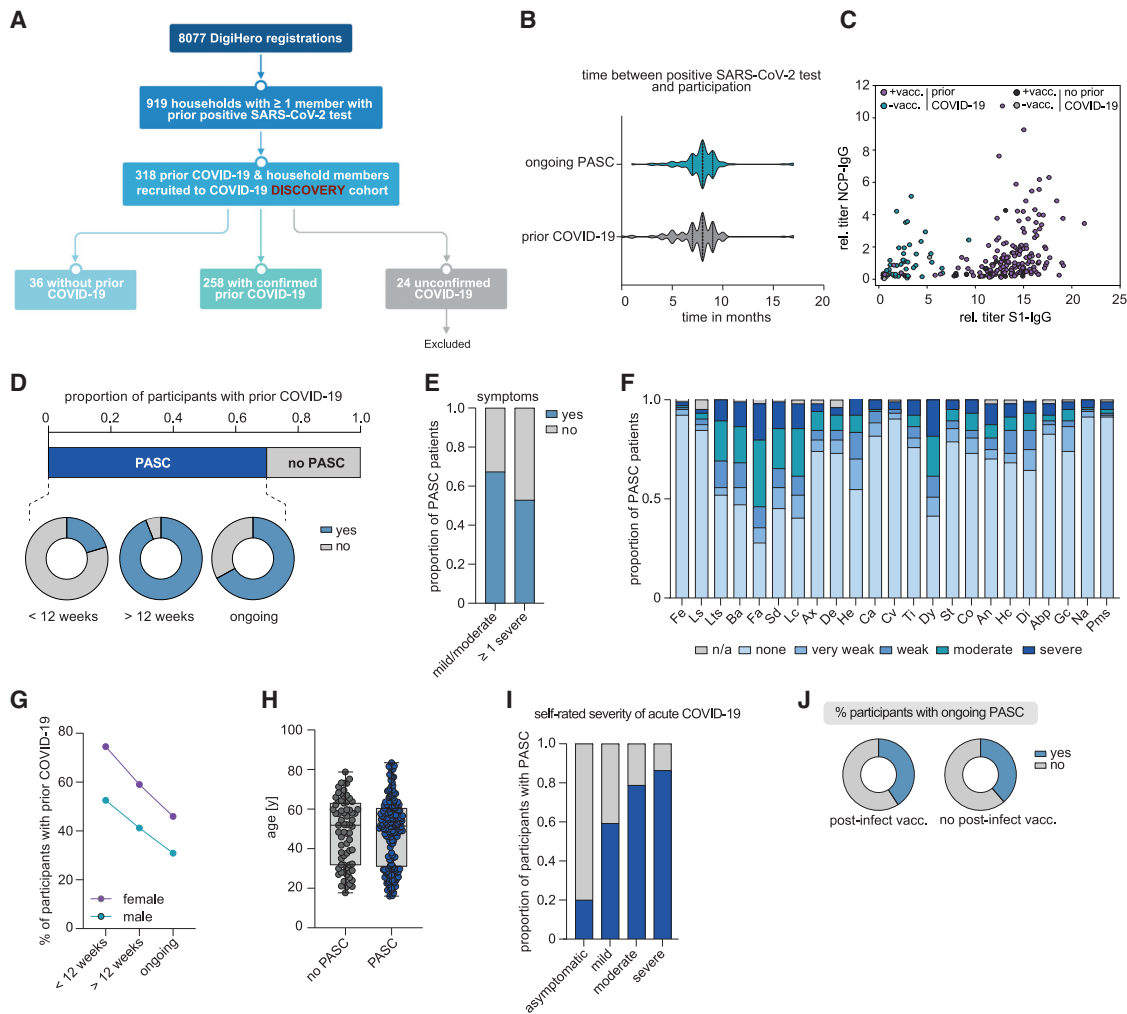 A
8077 DigiHero registrations
919 households with ≥ 1 member with
prior positive SARS-CoV-2 test
318 prior COVID-19 & household members
recruited to COVID-19 DISCOVERY cohort
36 without prior
COVID-19
258 with confirmed
prior COVID-19
24 unconfirmed
COVID-19
Excluded
B
time between positive SARS-CoV-2 test
and participation
ongoing PASC
prior COVID-19
0 5 10 15 20
time in months
C
+vacc. prior
-vacc. COVID-19
+vacc. no prior
-vacc. COVID-19
rel. titer NCP-IgG
12
10
8
6
4
2
0
0 5 10 15 20 25
rel. titer S1-IgG
D
proportion of participants with prior COVID-19
0 0.2 0.4 0.6 0.8 1.0
PASC
no PASC
yes
no
< 12 weeks
> 12 weeks
ongoing
E
symptoms
yes
no
proportion of PASC patients
1.0
0.8
0.6
0.4
0.2
0
mild/moderate
≥ 1 severe
F
proportion of PASC patients
1.0
0.5
0
Fe Ls Lts Ba Fa Sd Lc Ax De He Ca Cv TI Dy St Co An Hc Di Abp Gc Na Pms
n/a none very weak weak moderate severe
G
% of participants with prior COVID-19
80
60
40
20
0
female
male
< 12 weeks
> 12 weeks
ongoing
H
age [y]
100
80
60
40
20
0
no PASC
PASC
I
self-rated severity of acute COVID-19
proportion of participants with PASC
1.0
0.8
0.6
0.4
0.2
0
asymptomatic
mild
moderate
severe
J
% participants with ongoing PASC
yes
no
post-infect vacc.
no post-infect vacc.